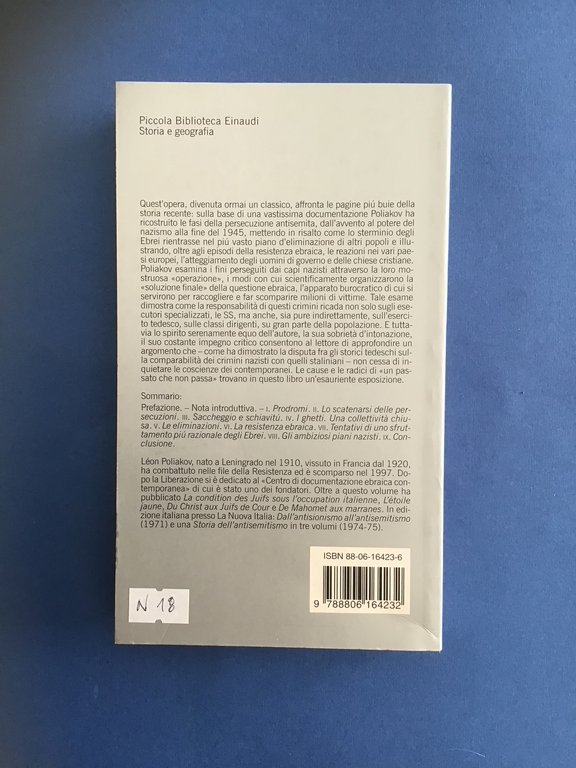 Piccola Biblioteca Einaudi
Storia e geografia
Quest'opera, divenuta ormai un classico, affronta le pagine piú buie della
storia recente: sulla base di una vastissima documentazione Poliakov ha
ricostruito le fasi della persecuzione antisemita, dall'avvento al potere del
nazismo alla fine del 1945, mettendo in risalto come lo sterminio degli
Ebrei rientrasse nel piú vasto piano d'eliminazione di altri popoli e illu-
strando, oltre agli episodi della resistenza ebraica, le reazioni nei vari pae-
si europei, l'atteggiamento degli uomini di governo e delle chiese cristiane.
Poliakov esamina i fini perseguiti dai capi nazisti attraverso la loro mo-
struosa «operazione», i modi con cui scientificamente organizzarono la
«soluzione finale» della questione ebraica, l'apparato burocratico di cui si
servirono per raccogliere e far scomparire milioni di vittime. Tale esame
dimostra come la responsabilità di questi crimini ricada non solo sugli ese-
cutori specializzati, le SS, ma anche, sia pure indirettamente, sull'eserci-
to tedesco, sulle classi dirigenti, su gran parte della popolazione. E tutta-
via lo spirito serenamente equo dell'autore, la sua sobrietà d'intonazione,
il suo costante impegno critico consentono al lettore di approfondire un
argomento che – come ha dimostrato la disputa fra gli storici tedeschi sul-
la comparabilità dei crimini nazisti con quelli staliniani – non cessa di in-
quietare le coscienze dei contemporanei. Le cause e le radici di «un pas-
sato che non passa» trovano in questo libro un'esauriente esposizione.
Sommario:
Prefazione. – Nota introduttiva. – I. Prodromi. II. Lo scatenarsi delle per-
secuzioni. III. Saccheggio e schiavitú. IV. I ghetti. Una collettività chiu-
sa. V. Le eliminazioni. VI. La resistenza ebraica. VII. Tentativi di uno sfrut-
tamento piú razionale degli Ebrei. VIII. Gli ambiziosi piani nazisti. IX. Con-
clusione.
Léon Poliakov, nato a Leningrado nel 1910, vissuto in Francia dal 1920,
ha combattuto nelle file della Resistenza ed è scomparso nel 1997. Do-
po la Liberazione si è dedicato al «Centro di documentazione ebraica con-
temporanea» di cui è stato uno dei fondatori. Oltre a questo volume ha
pubblicato La condition des Juifs sous l'occupation italienne, L'étoile
jaune, Du Christ aux Juifs de Cour e De Mahomet aux marranes. In edi-
zione italiana presso La Nuova Italia: Dall'antisionismo all'antisemitismo
(1971) e una Storia dell'antisemitismo in tre volumi (1974-75).
ISBN 88-06-16423-6
9 788806 164232
N 18